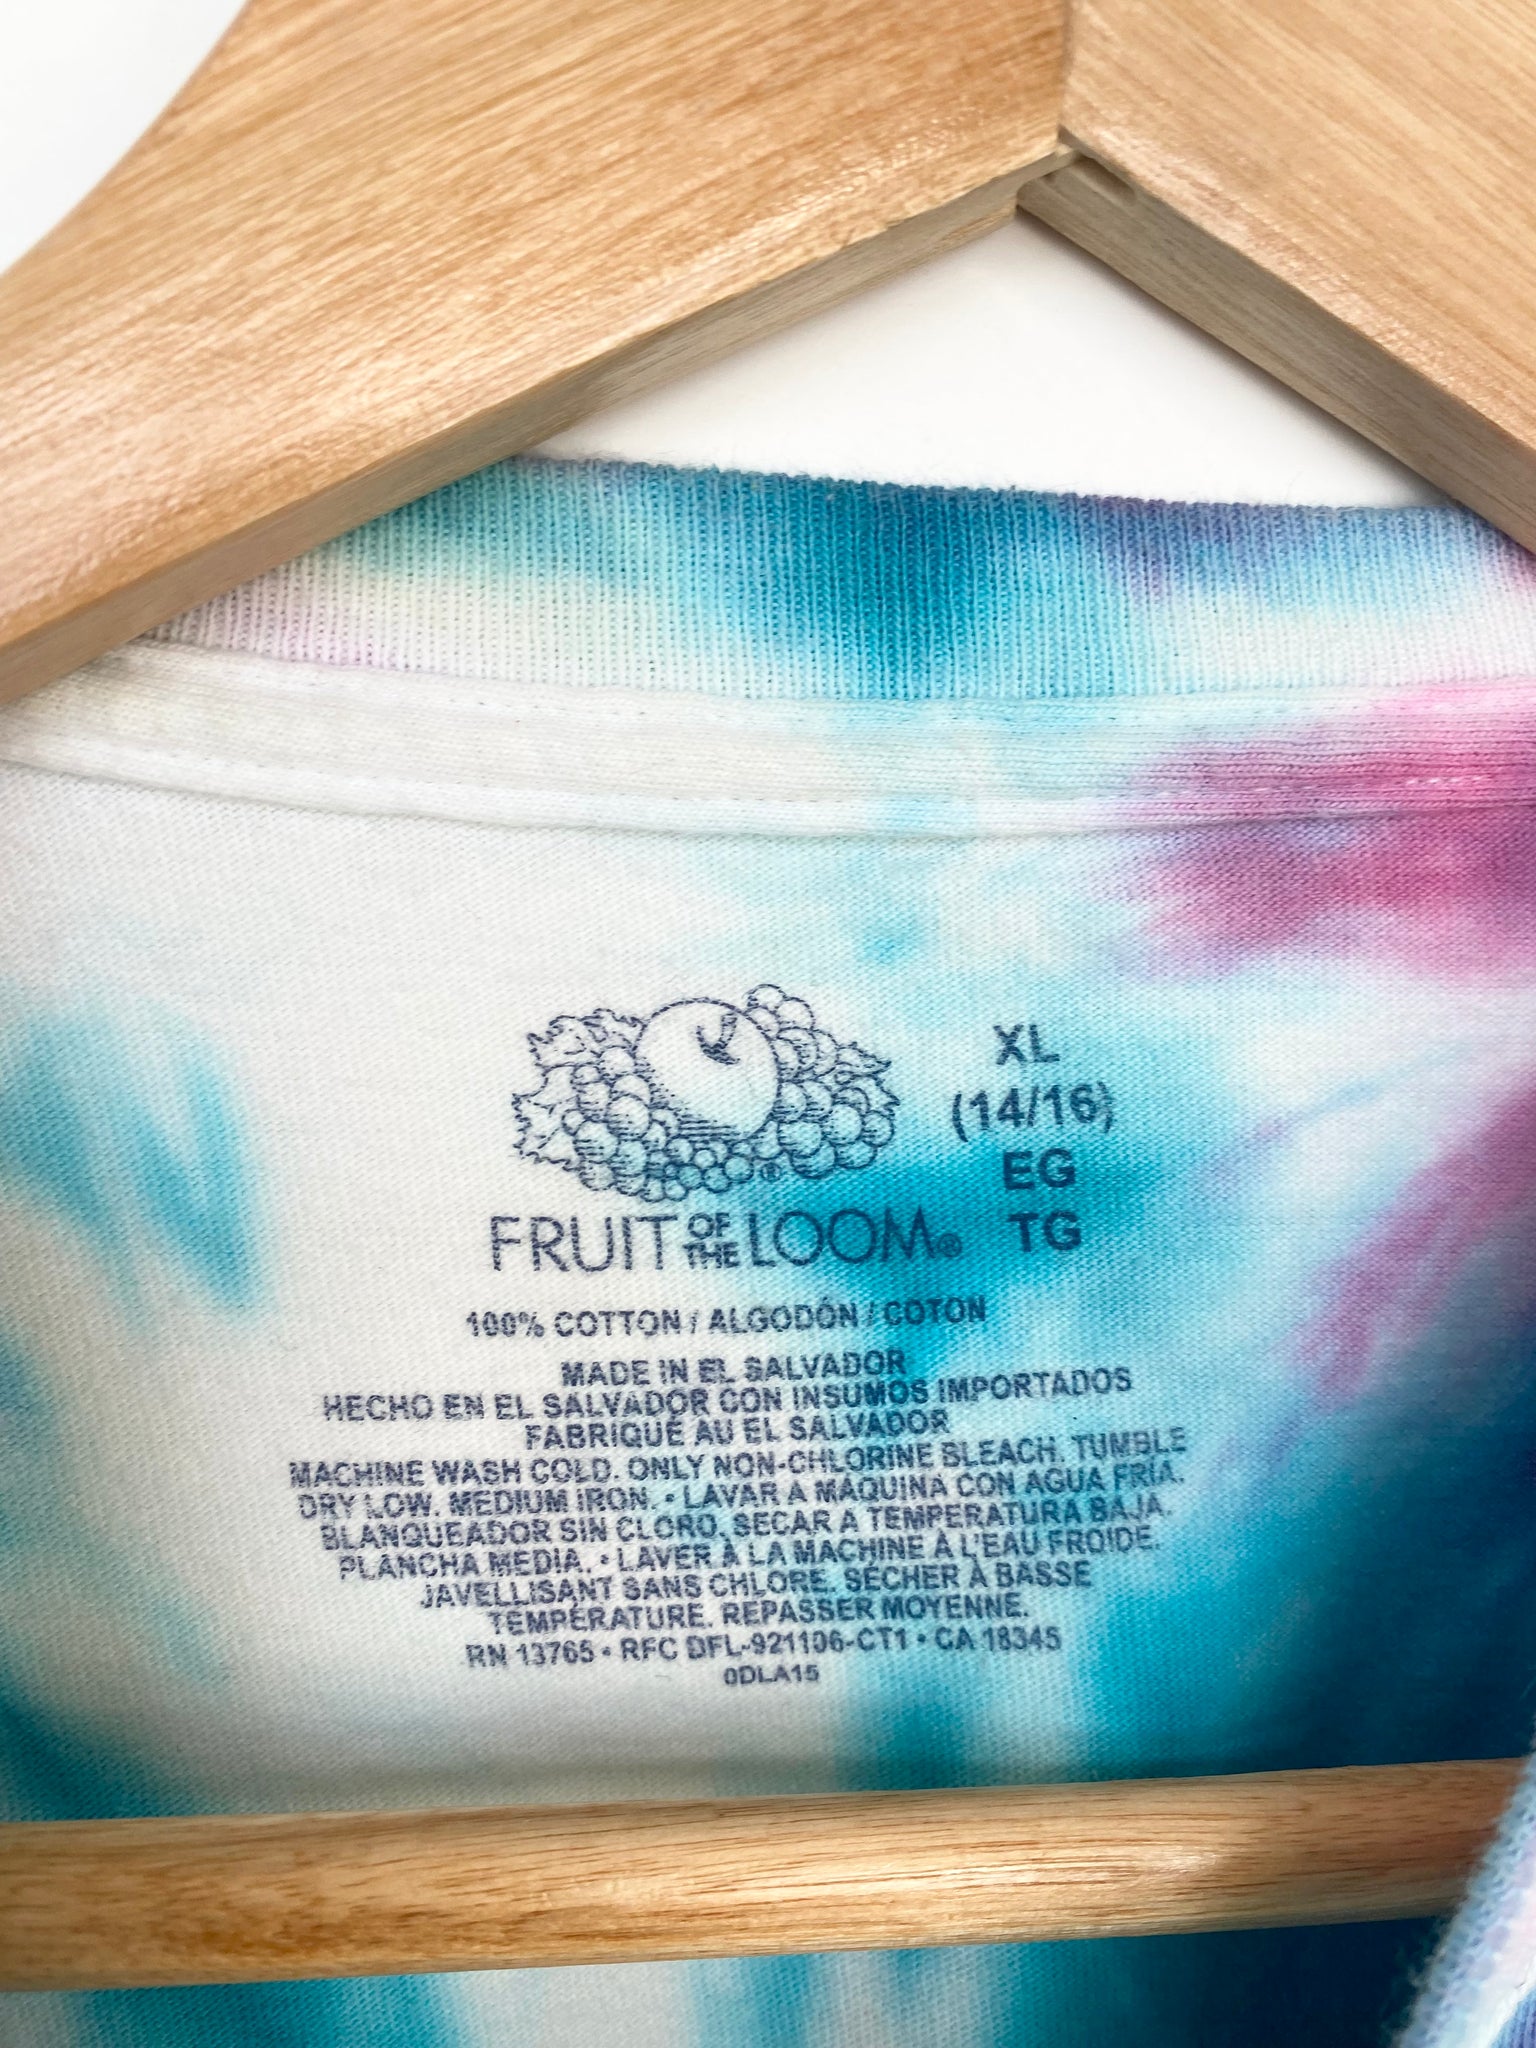 XL
(14/16)
EG
TG
®
FRUIT OF THE LOOM®
100% COTTON / ALGODÓN / COTON
MADE IN EL SALVADOR
HECHO EN EL SALVADOR CON INSUMOS IMPORTADOS
FABRIQUÉ AU EL SALVADOR
MACHINE WASH COLD. ONLY NON-CHLORINE BLEACH. TUMBLE
DRY LOW. MEDIUM IRON. • LAVAR A MÁQUINA CON AGUA FRÍA.
BLANQUEADOR SIN CLORO. SECAR A TEMPERATURA BAJA.
PLANCHA MEDIA. • LAVER À LA MACHINE À L'EAU FROIDE.
JAVELLISANT SANS CHLORE. SÉCHER À BASSE
TEMPÉRATURE. REPASSER MOYENNE.
RN 13765 • RFC DFL-921106-CT1 • CA 18345
0DLA15